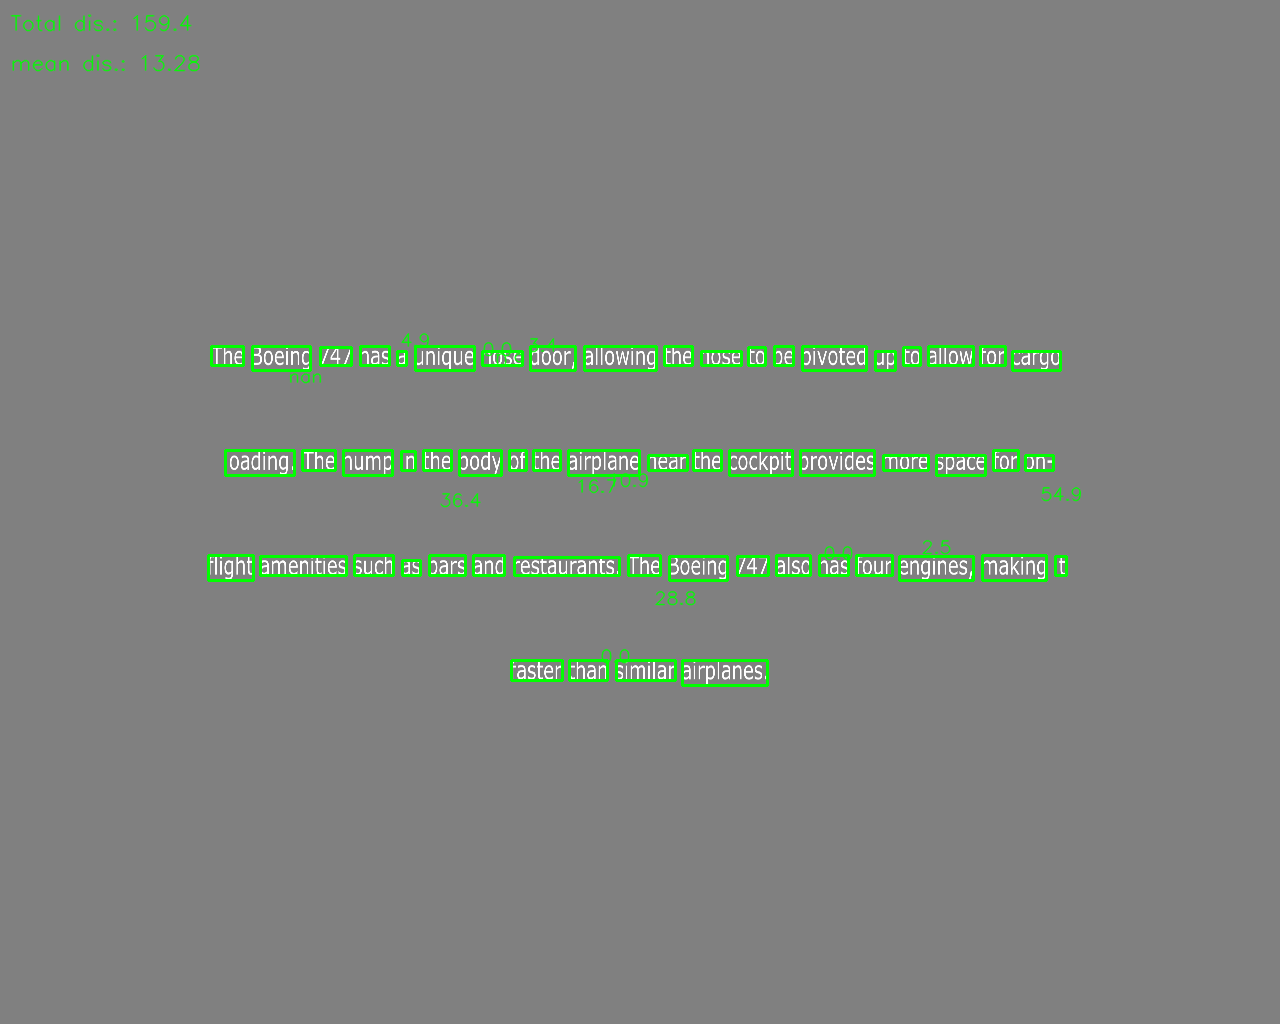 Total dis.: 159.4
mean dis.: 13.28
4.9 0.0 3.4
The Boeing 747 has a unique nose door, allowing the nose to be pivoted up to allow for cargo
nan
loading. The hump in the body of the airplane near the cockpit provides more space for on-
36.4 16.7 0.9 54.9
0.0 2.5
flight amenities such as bars and restaurants. The Boeing 747 also has four engines, making it
28.8
0.0
faster than similar airplanes.